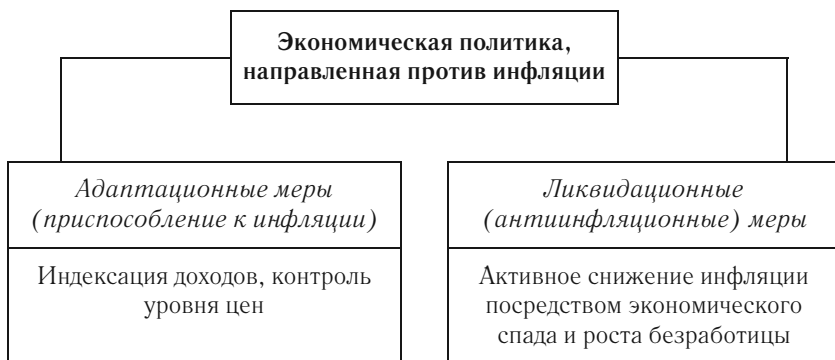 Экономическая политика,
направленная против инфляции
Адаптационные меры
(приспособление к инфляции)
Индексация доходов, контроль
уровня цен
Ликвидационные
(антиинфляционные) меры
Активное снижение инфляции
посредством экономического
спада и роста безработицы